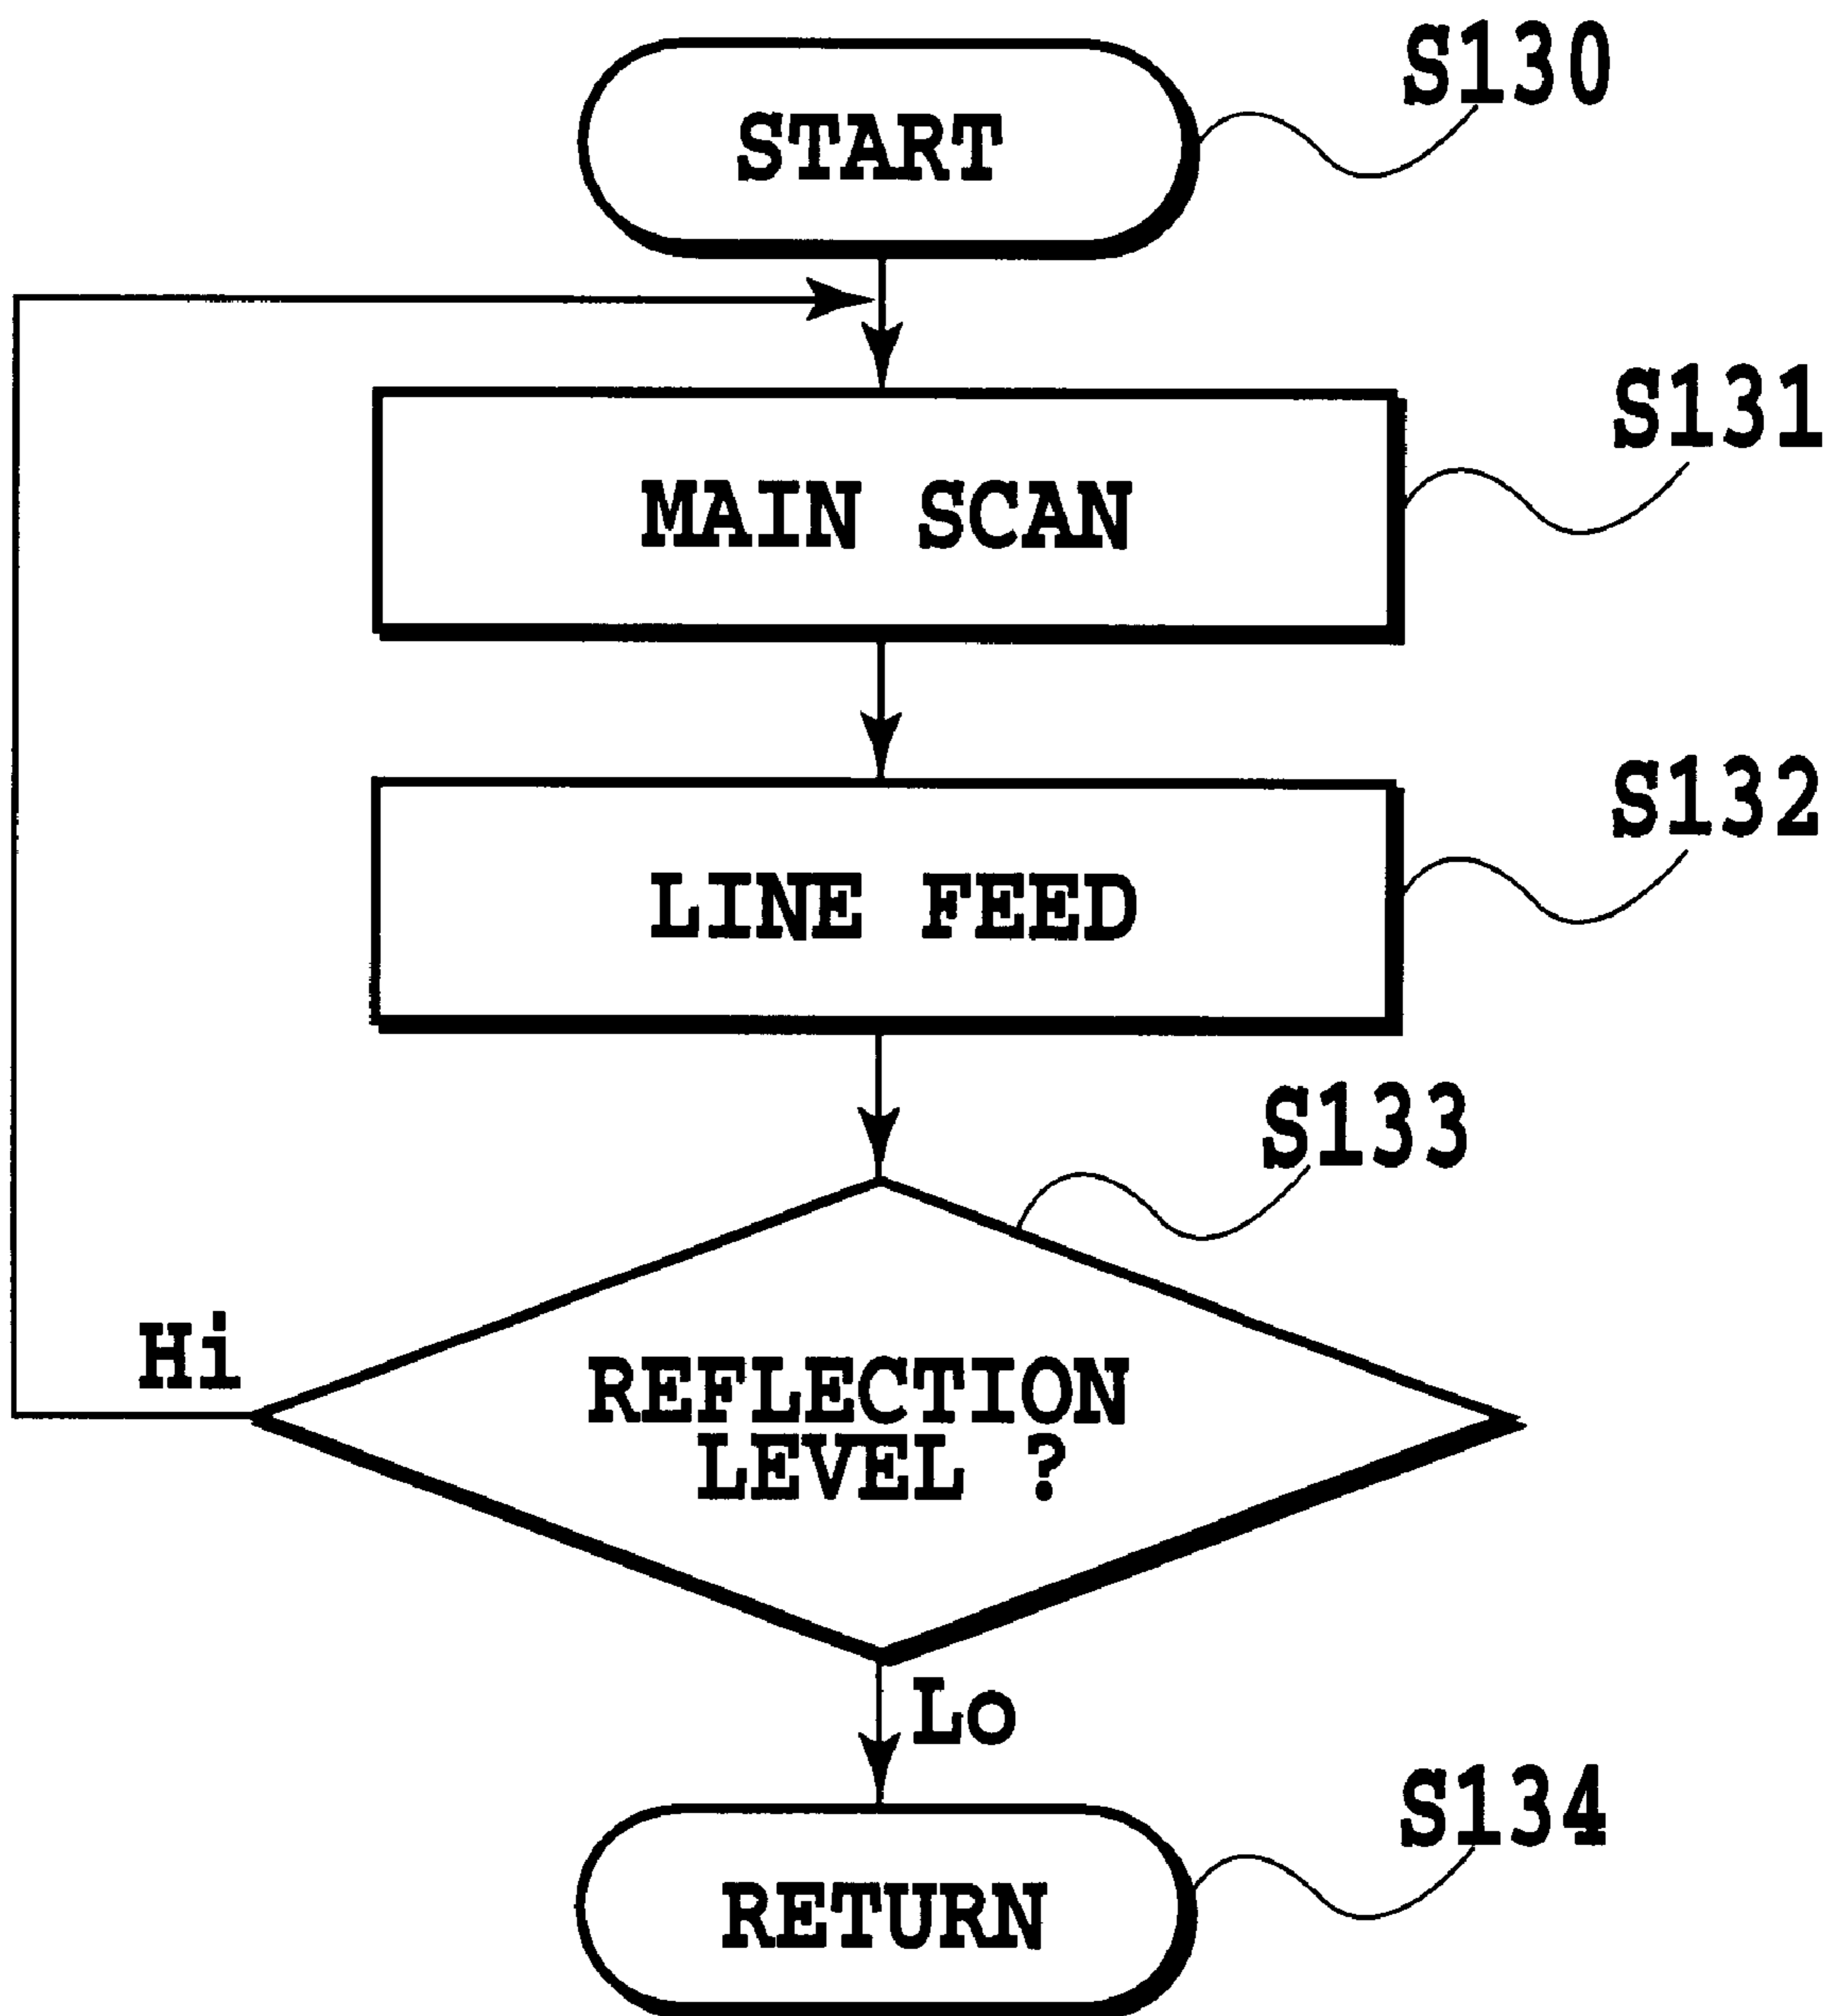 S130
START
S131
MAIN SCAN
S132
LINE FEED
S133
Hi
REFLECTION
LEVEL ?
Lo
S134
RETURN